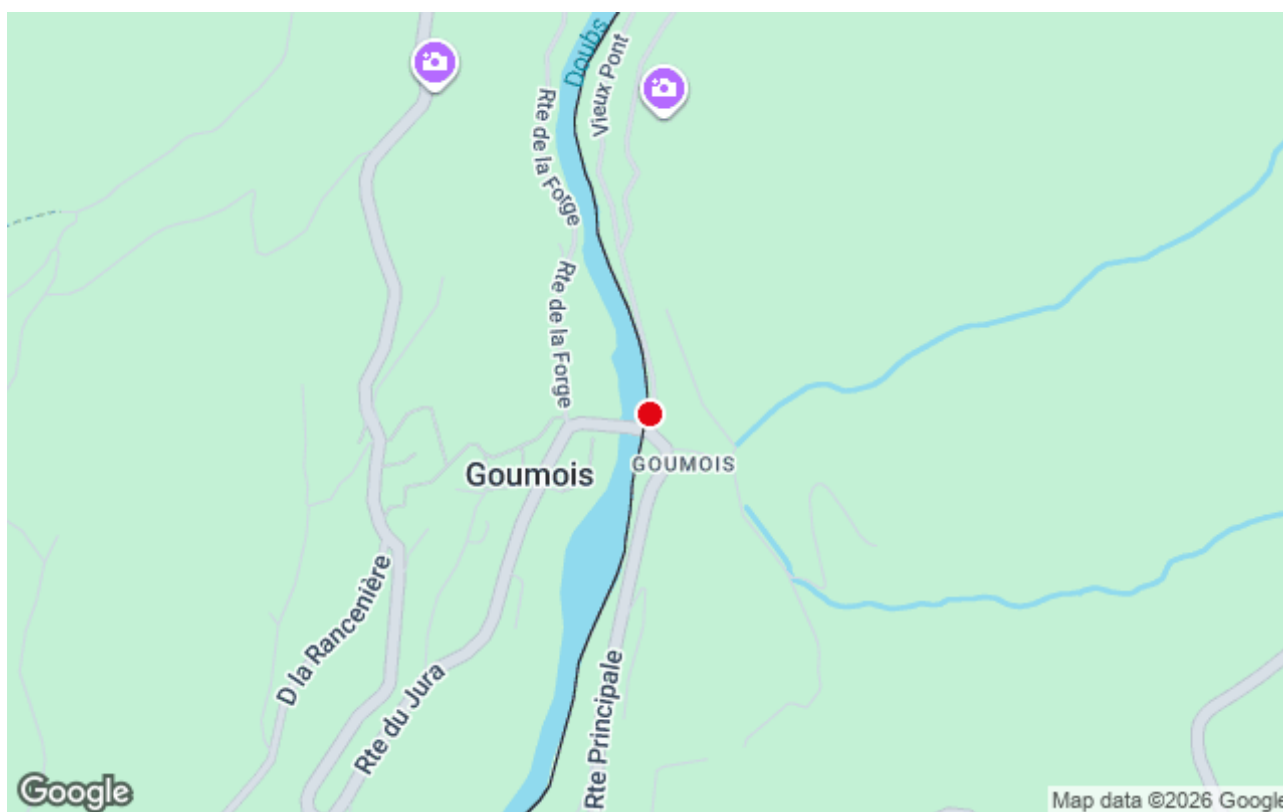 Doubs
Vieux Pont
Rte de la Forge
Rte de la Forge
Goumois
GOUMOIS
D la Rancenière
Rte du Jura
Rte Principale
Google
Map data ©2026 Google